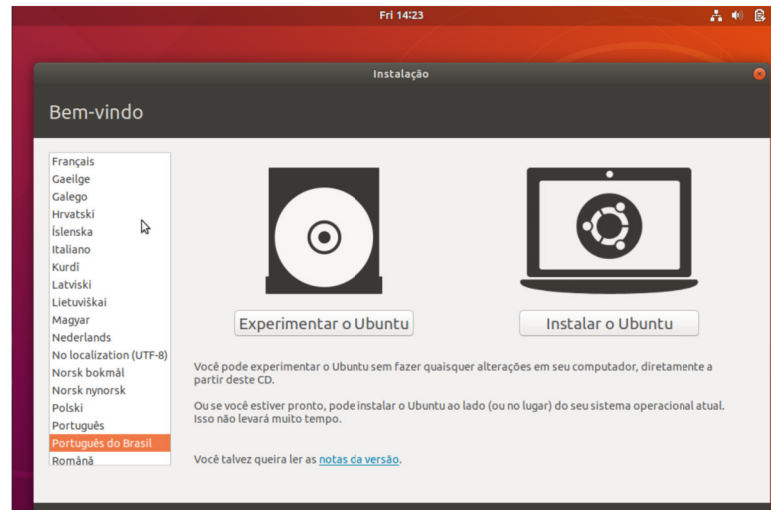 Fri 14:23
Instalação
Bem-vindo
Français
Gaeilge
Galego
Hrvatski
Íslenska
Italiano
Kurdî
Latviski
Lietuviškai
Magyar
Nederlands
No localization (UTF-8)
Norsk bokmål
Norsk nynorsk
Polski
Português
Português do Brasil
Română
Experimentar o Ubuntu
Instalar o Ubuntu
Você pode experimentar o Ubuntu sem fazer quaisquer alterações em seu computador, diretamente a
partir deste CD.
Ou se você estiver pronto, pode instalar o Ubuntu ao lado (ou no lugar) do seu sistema operacional atual.
Isso não levará muito tempo.
Você talvez queira ler as notas da versão.